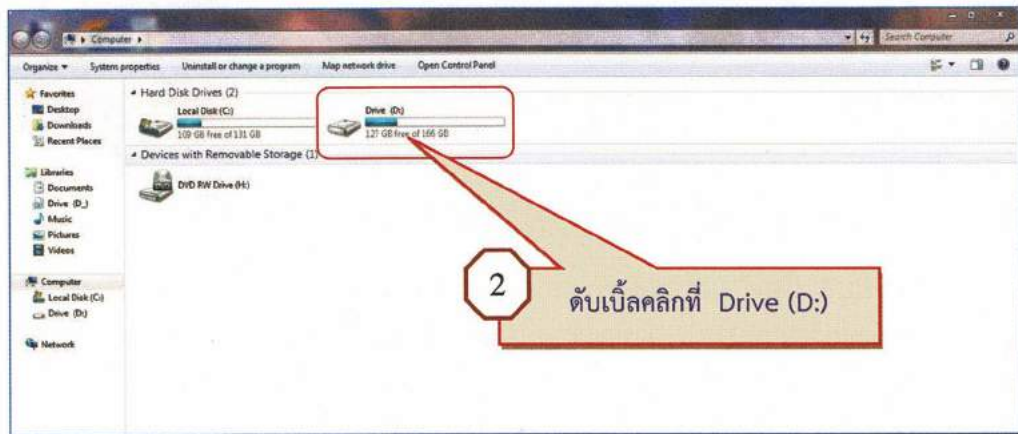 Computer
Search Computer
Organize
System properties
Uninstall or change a program
Map network drive
Open Control Panel
Favorites
Desktop
Downloads
Recent Places
Libraries
Documents
Drive (D_)
Music
Pictures
Videos
Computer
Local Disk (C:)
Drive (D:)
Network
Hard Disk Drives (2)
Local Disk (C:)
109 GB free of 131 GB
Drive (D:)
127 GB free of 166 GB
Devices with Removable Storage (1)
DVD RW Drive (H:)
2
ดับเบิ้ลคลิกที่ Drive (D:)